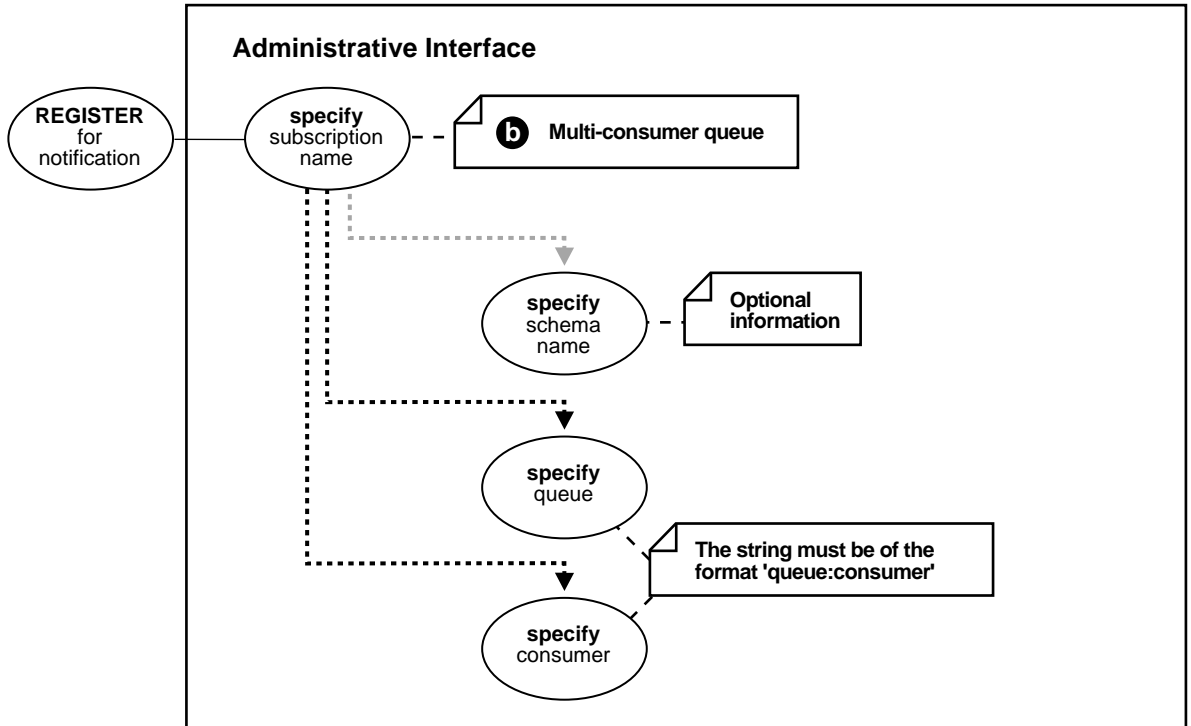 Administrative Interface
REGISTER
for
notification
specify
subscription
name
b Multi-consumer queue
specify
schema
name
Optional
information
specify
queue
The string must be of the
format 'queue:consumer'
specify
consumer